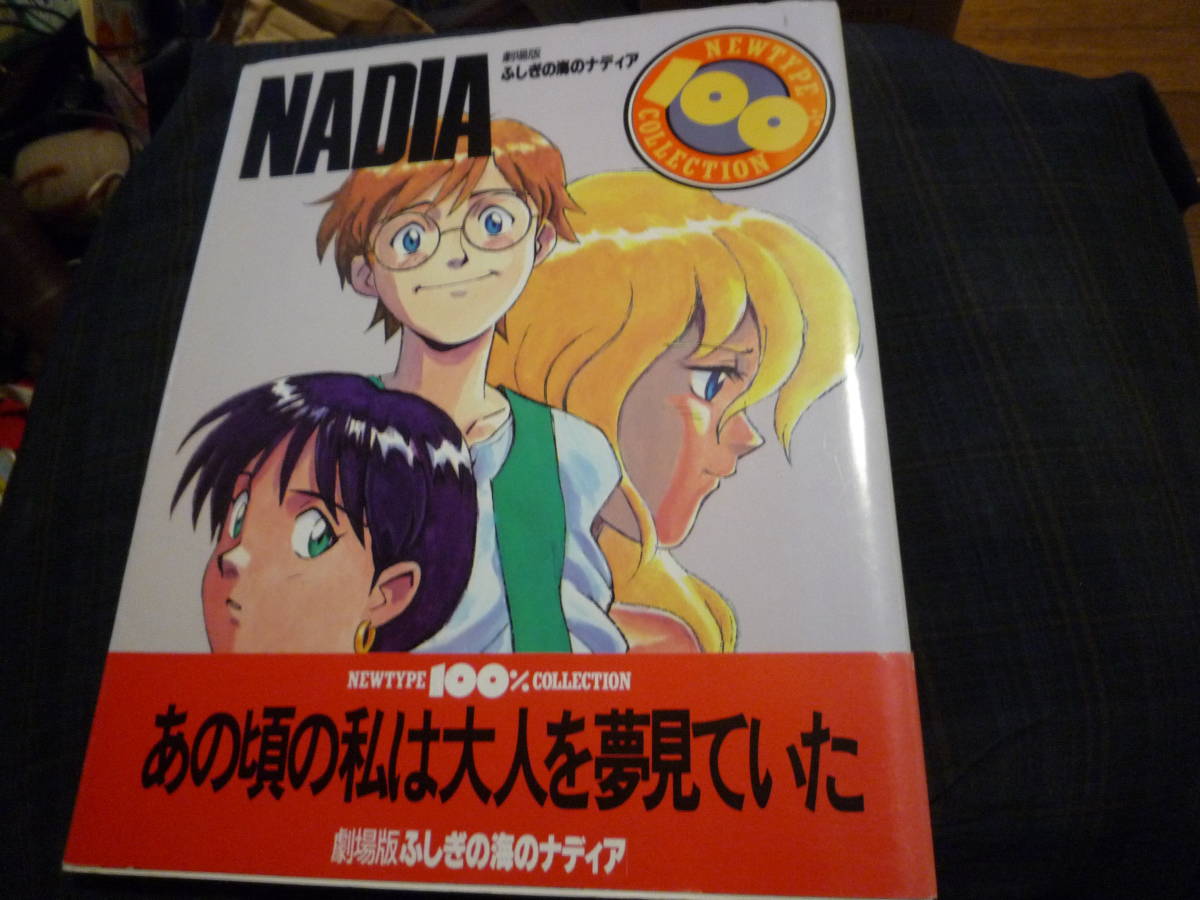 NADIA
劇場版
ふしぎの海のナディア
NEWTYPE
100%
COLLECTION
NEWTYPE 100% COLLECTION
あの頃の私は大人を夢見ていた
劇場版 ふしぎの海のナディア